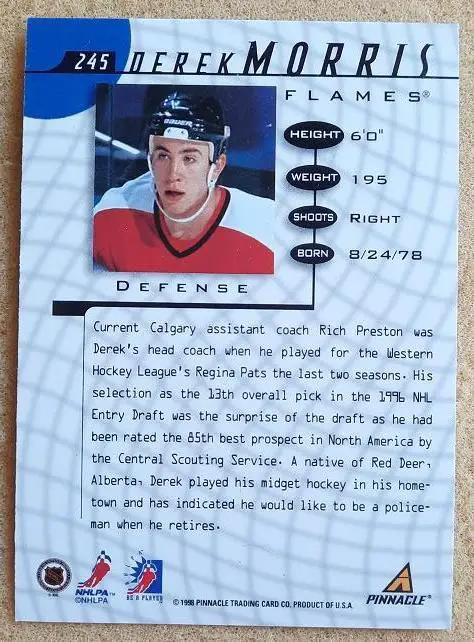 245 DEREK MORRIS
FLAMES®
BAUER
HEIGHT 6'0"
WEIGHT 195
SHOOTS RIGHT
BORN 8/24/78
DEFENSE
Current Calgary assistant coach Rich Preston was
Derek's head coach when he played for the Western
Hockey League's Regina Pats the last two seasons. His
selection as the 13th overall pick in the 1996 NHL
Entry Draft was the surprise of the draft as he had
been rated the 85th best prospect in North America by
the Central Scouting Service. A native of Red Deer,
Alberta, Derek played his midget hockey in his home-
town and has indicated he would like to be a police-
man when he retires.
NHLPA™
©NHLPA
BE A PLAYER
© 1998 PINNACLE TRADING CARD CO. PRODUCT OF U.S.A.
PINNACLE®